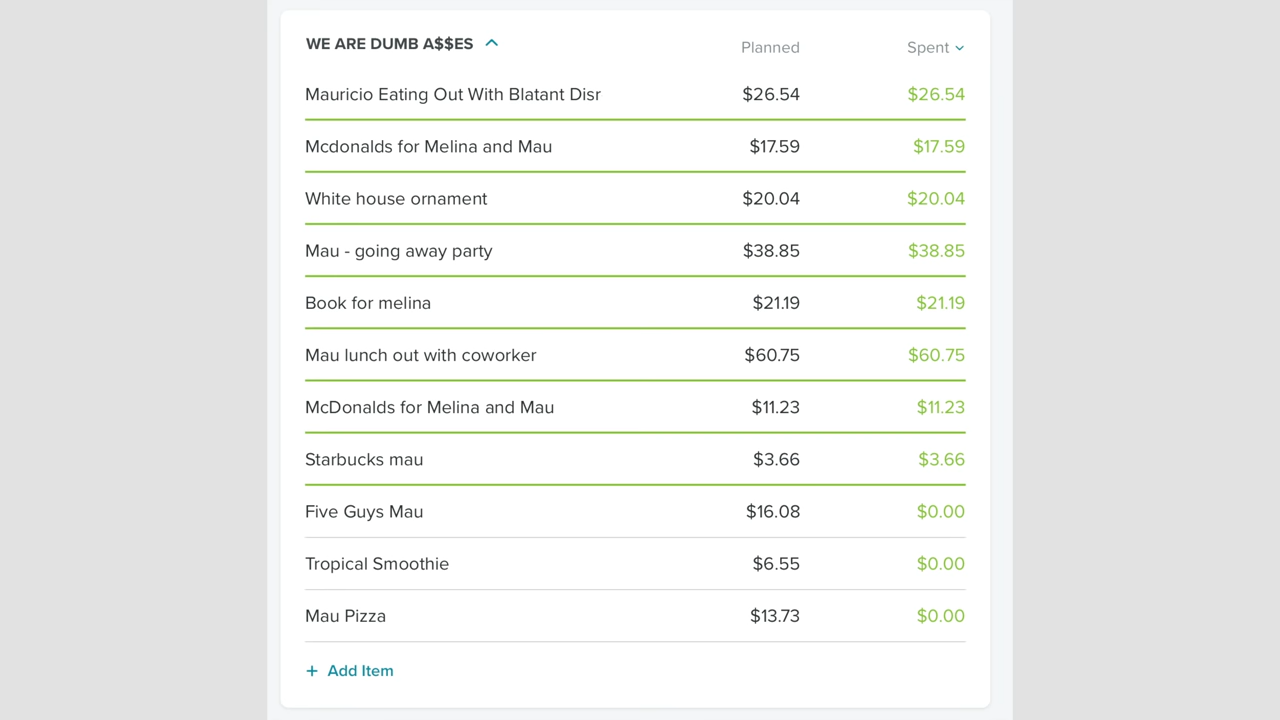 WE ARE DUMB A$$ES Planned Spent
Mauricio Eating Out With Blatant Disr $26.54 $26.54
Mcdonalds for Melina and Mau $17.59 $17.59
White house ornament $20.04 $20.04
Mau - going away party $38.85 $38.85
Book for melina $21.19 $21.19
Mau lunch out with coworker $60.75 $60.75
McDonalds for Melina and Mau $11.23 $11.23
Starbucks mau $3.66 $3.66
Five Guys Mau $16.08 $0.00
Tropical Smoothie $6.55 $0.00
Mau Pizza $13.73 $0.00
+ Add Item